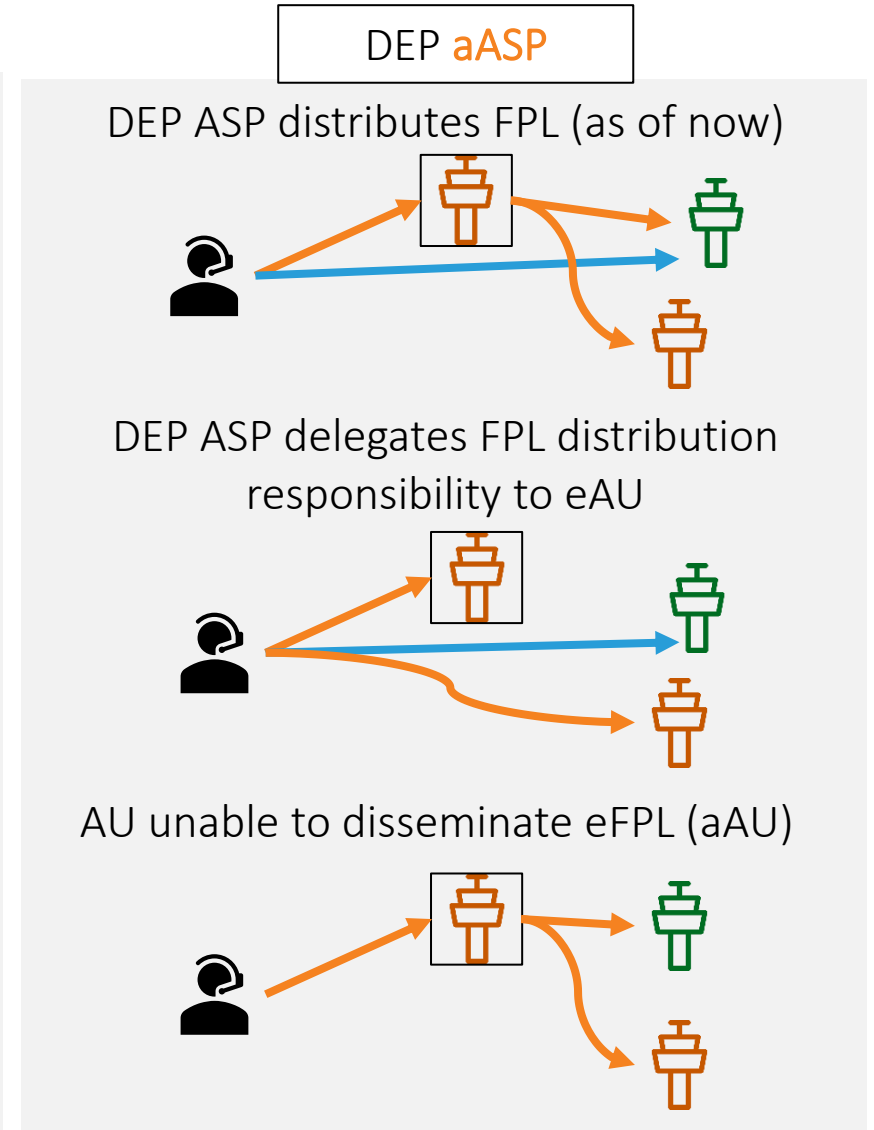 DEP aASP
DEP ASP distributes FPL (as of now)
DEP ASP delegates FPL distribution
responsibility to eAU
AU unable to disseminate eFPL (aAU)